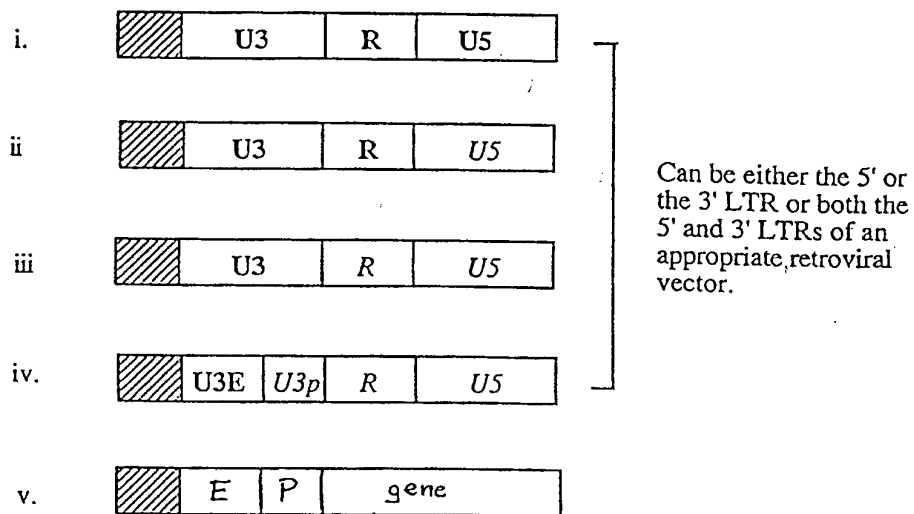 i. U3 R U5
ii U3 R U5
iii U3 R U5
iv. U3E U3p R U5
v. E P gene
Can be either the 5' or
the 3' LTR or both the
5' and 3' LTRs of an
appropriate, retroviral
vector.